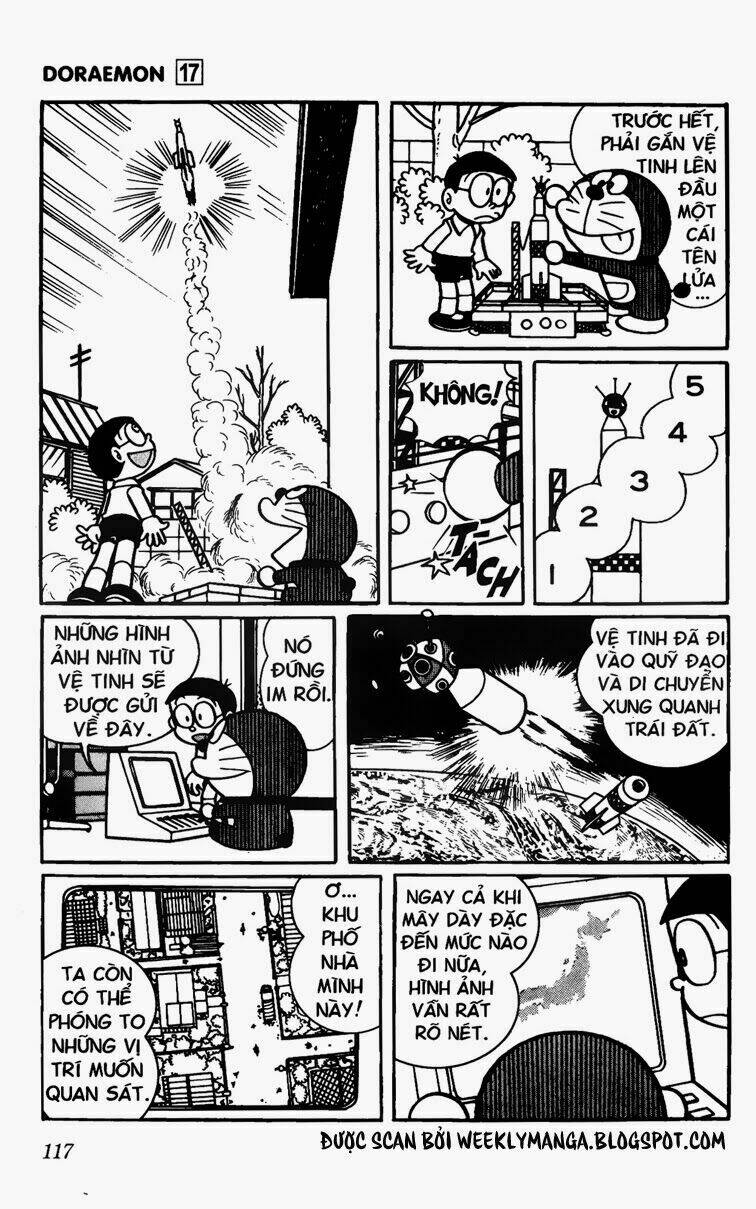 DORAEMON 17
TRƯỚC HẾT,
PHẢI GẮN VỆ
TINH LÊN
ĐẦU
MỘT
CÁI
TÊN
LỬA
...
5
4
3
2
1
KHÔNG!
TÁCH
VỆ TINH ĐÃ ĐI
VÀO QUỸ ĐẠO
VÀ DI CHUYỂN
XUNG QUANH
TRÁI ĐẤT.
NÓ
ĐỨNG
IM RỒI.
NHỮNG HÌNH
ẢNH NHÌN TỪ
VỆ TINH SẼ
ĐƯỢC GỬI
VỀ ĐÂY.
NGAY CẢ KHI
MÂY DÀY ĐẶC
ĐẾN MỨC NÀO
ĐI NỮA,
HÌNH ẢNH
VẪN RẤT
RÕ NÉT.
Ơ...
KHU
PHỐ
NHÀ
MÌNH
NÀY!
TA CÒN
CÓ THỂ
PHÓNG TO
NHỮNG VỊ
TRÍ MUỐN
QUAN SÁT.
117
ĐƯỢC SCAN BỞI WEEKLYMANGA.BLOGSPOT.COM